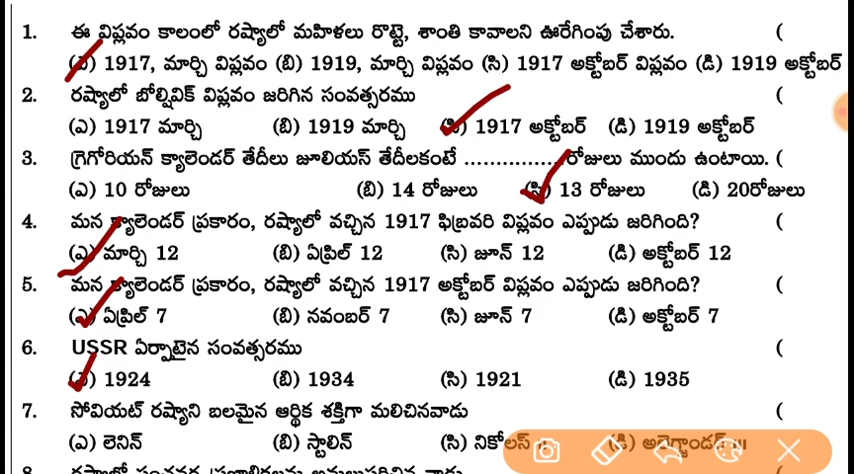 1. ఈ విప్లవం కాలంలో రష్యాలో మహిళలు రొట్టె, శాంతి కావాలని ఊరేగింపు చేశారు. (
(ఎ) 1917, మార్చి విప్లవం (బి) 1919, మార్చి విప్లవం (సి) 1917 అక్టోబర్ విప్లవం (డి) 1919 అక్టోబర్
2. రష్యాలో బోల్షివిక్ విప్లవం జరిగిన సంవత్సరము (
(ఎ) 1917 మార్చి (బి) 1919 మార్చి (సి) 1917 అక్టోబర్ (డి) 1919 అక్టోబర్
3. గ్రెగోరియన్ క్యాలెండర్ తేదీలు జూలియస్ తేదీలకంటే ................రోజులు ముందు ఉంటాయి. (
(ఎ) 10 రోజులు (బి) 14 రోజులు (సి) 13 రోజులు (డి) 20రోజులు
4. మన క్యాలెండర్ ప్రకారం, రష్యాలో వచ్చిన 1917 ఫిబ్రవరి విప్లవం ఎప్పుడు జరిగింది? (
(ఎ) మార్చి 12 (బి) ఏప్రిల్ 12 (సి) జూన్ 12 (డి) అక్టోబర్ 12
5. మన క్యాలెండర్ ప్రకారం, రష్యాలో వచ్చిన 1917 అక్టోబర్ విప్లవం ఎప్పుడు జరిగింది? (
(ఎ) ఏప్రిల్ 7 (బి) నవంబర్ 7 (సి) జూన్ 7 (డి) అక్టోబర్ 7
6. USSR ఏర్పాటైన సంవత్సరము (
(ఎ) 1924 (బి) 1934 (సి) 1921 (డి) 1935
7. సోవియట్ రష్యాని బలమైన ఆర్థిక శక్తిగా మలిచినవాడు (
(ఎ) లెనిన్ (బి) స్టాలిన్ (సి) నికోలస్ (డి) అలెగ్జాండర్ III